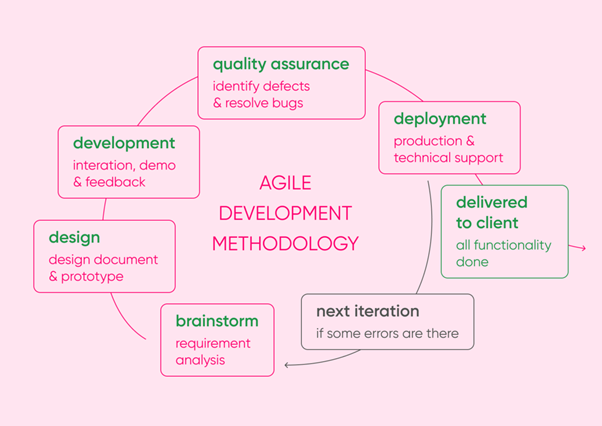 quality assurance
identify defects
& resolve bugs
deployment
production &
technical support
development
interation, demo
& feedback
AGILE
DEVELOPMENT
METHODOLOGY
delivered
to client
all functionality
done
design
design document
& prototype
next iteration
if some errors are there
brainstorm
requirement
analysis